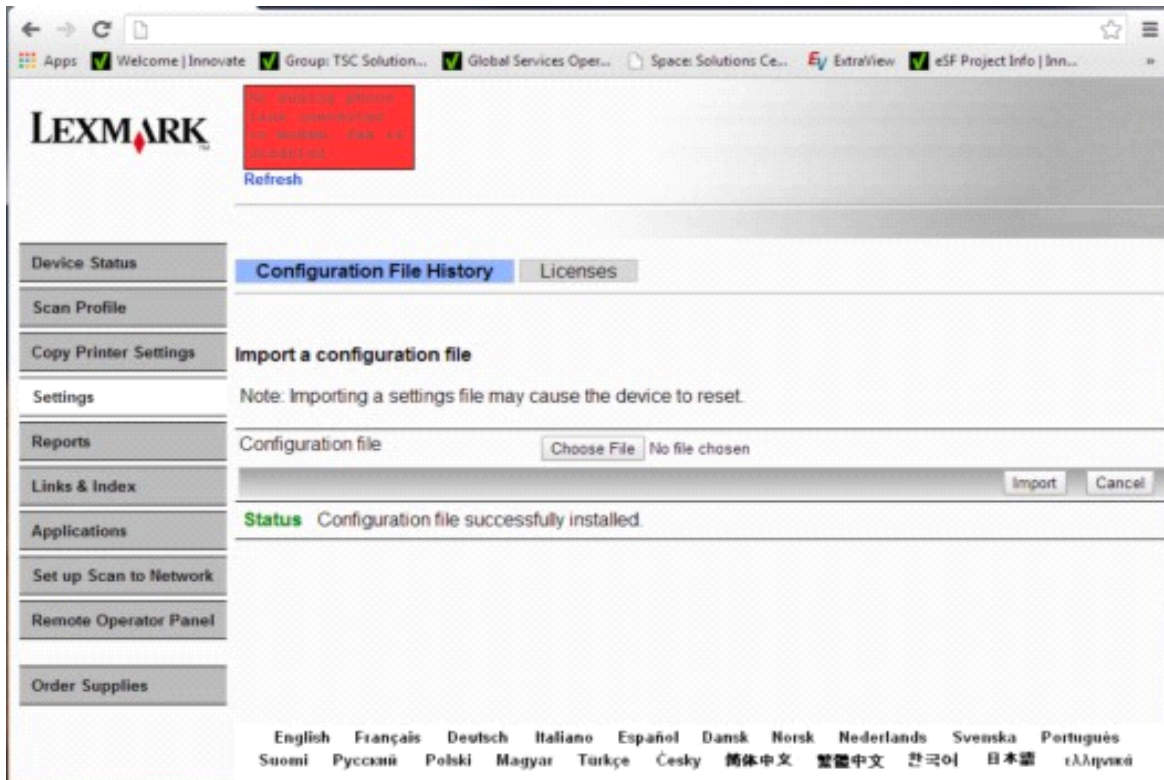 Apps Welcome | Innovate Group: TSC Solution... Global Services Oper... Space: Solutions Ce... EV ExtraView eSF Project Info | Inn... »
LEXMARK™
Refresh
Device Status
Configuration File History Licenses
Scan Profile
Copy Printer Settings
Import a configuration file
Settings
Note: Importing a settings file may cause the device to reset.
Reports
Configuration file Choose File No file chosen
Links & Index
Import Cancel
Applications
Status Configuration file successfully installed.
Set up Scan to Network
Remote Operator Panel
Order Supplies
English Français Deutsch Italiano Español Dansk Norsk Nederlands Svenska Português
Suomi Русский Polski Magyar Türkçe Česky 简体中文 繁體中文 한국어 日本語 ελληνικά